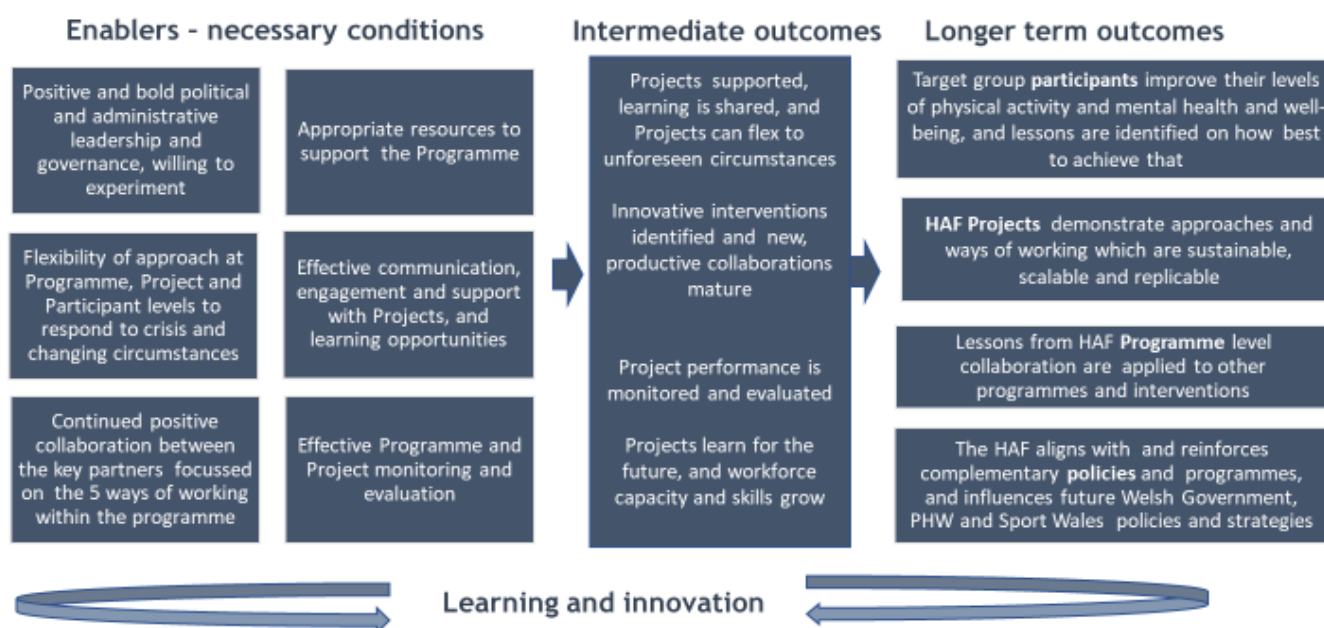 Enablers - necessary conditions
Positive and bold political
and administrative
leadership and
governance, willing to
experiment
Appropriate resources to
support the Programme
Flexibility of approach at
Programme, Project and
Participant levels to
respond to crisis and
changing circumstances
Effective communication,
engagement and support
with Projects, and
learning opportunities
Continued positive
collaboration between
the key partners focussed
on the 5 ways of working
within the programme
Effective Programme and
Project monitoring and
evaluation
Intermediate outcomes
Projects supported,
learning is shared, and
Projects can flex to
unforeseen circumstances
Innovative interventions
identified and new,
productive collaborations
mature
Project performance is
monitored and evaluated
Projects learn for the
future, and workforce
capacity and skills grow
Longer term outcomes
Target group participants improve their levels
of physical activity and mental health and well-
being, and lessons are identified on how best
to achieve that
HAF Projects demonstrate approaches and
ways of working which are sustainable,
scalable and replicable
Lessons from HAF Programme level
collaboration are applied to other
programmes and interventions
The HAF aligns with and reinforces
complementary policies and programmes,
and influences future Welsh Government,
PHW and Sport Wales policies and strategies
Learning and innovation